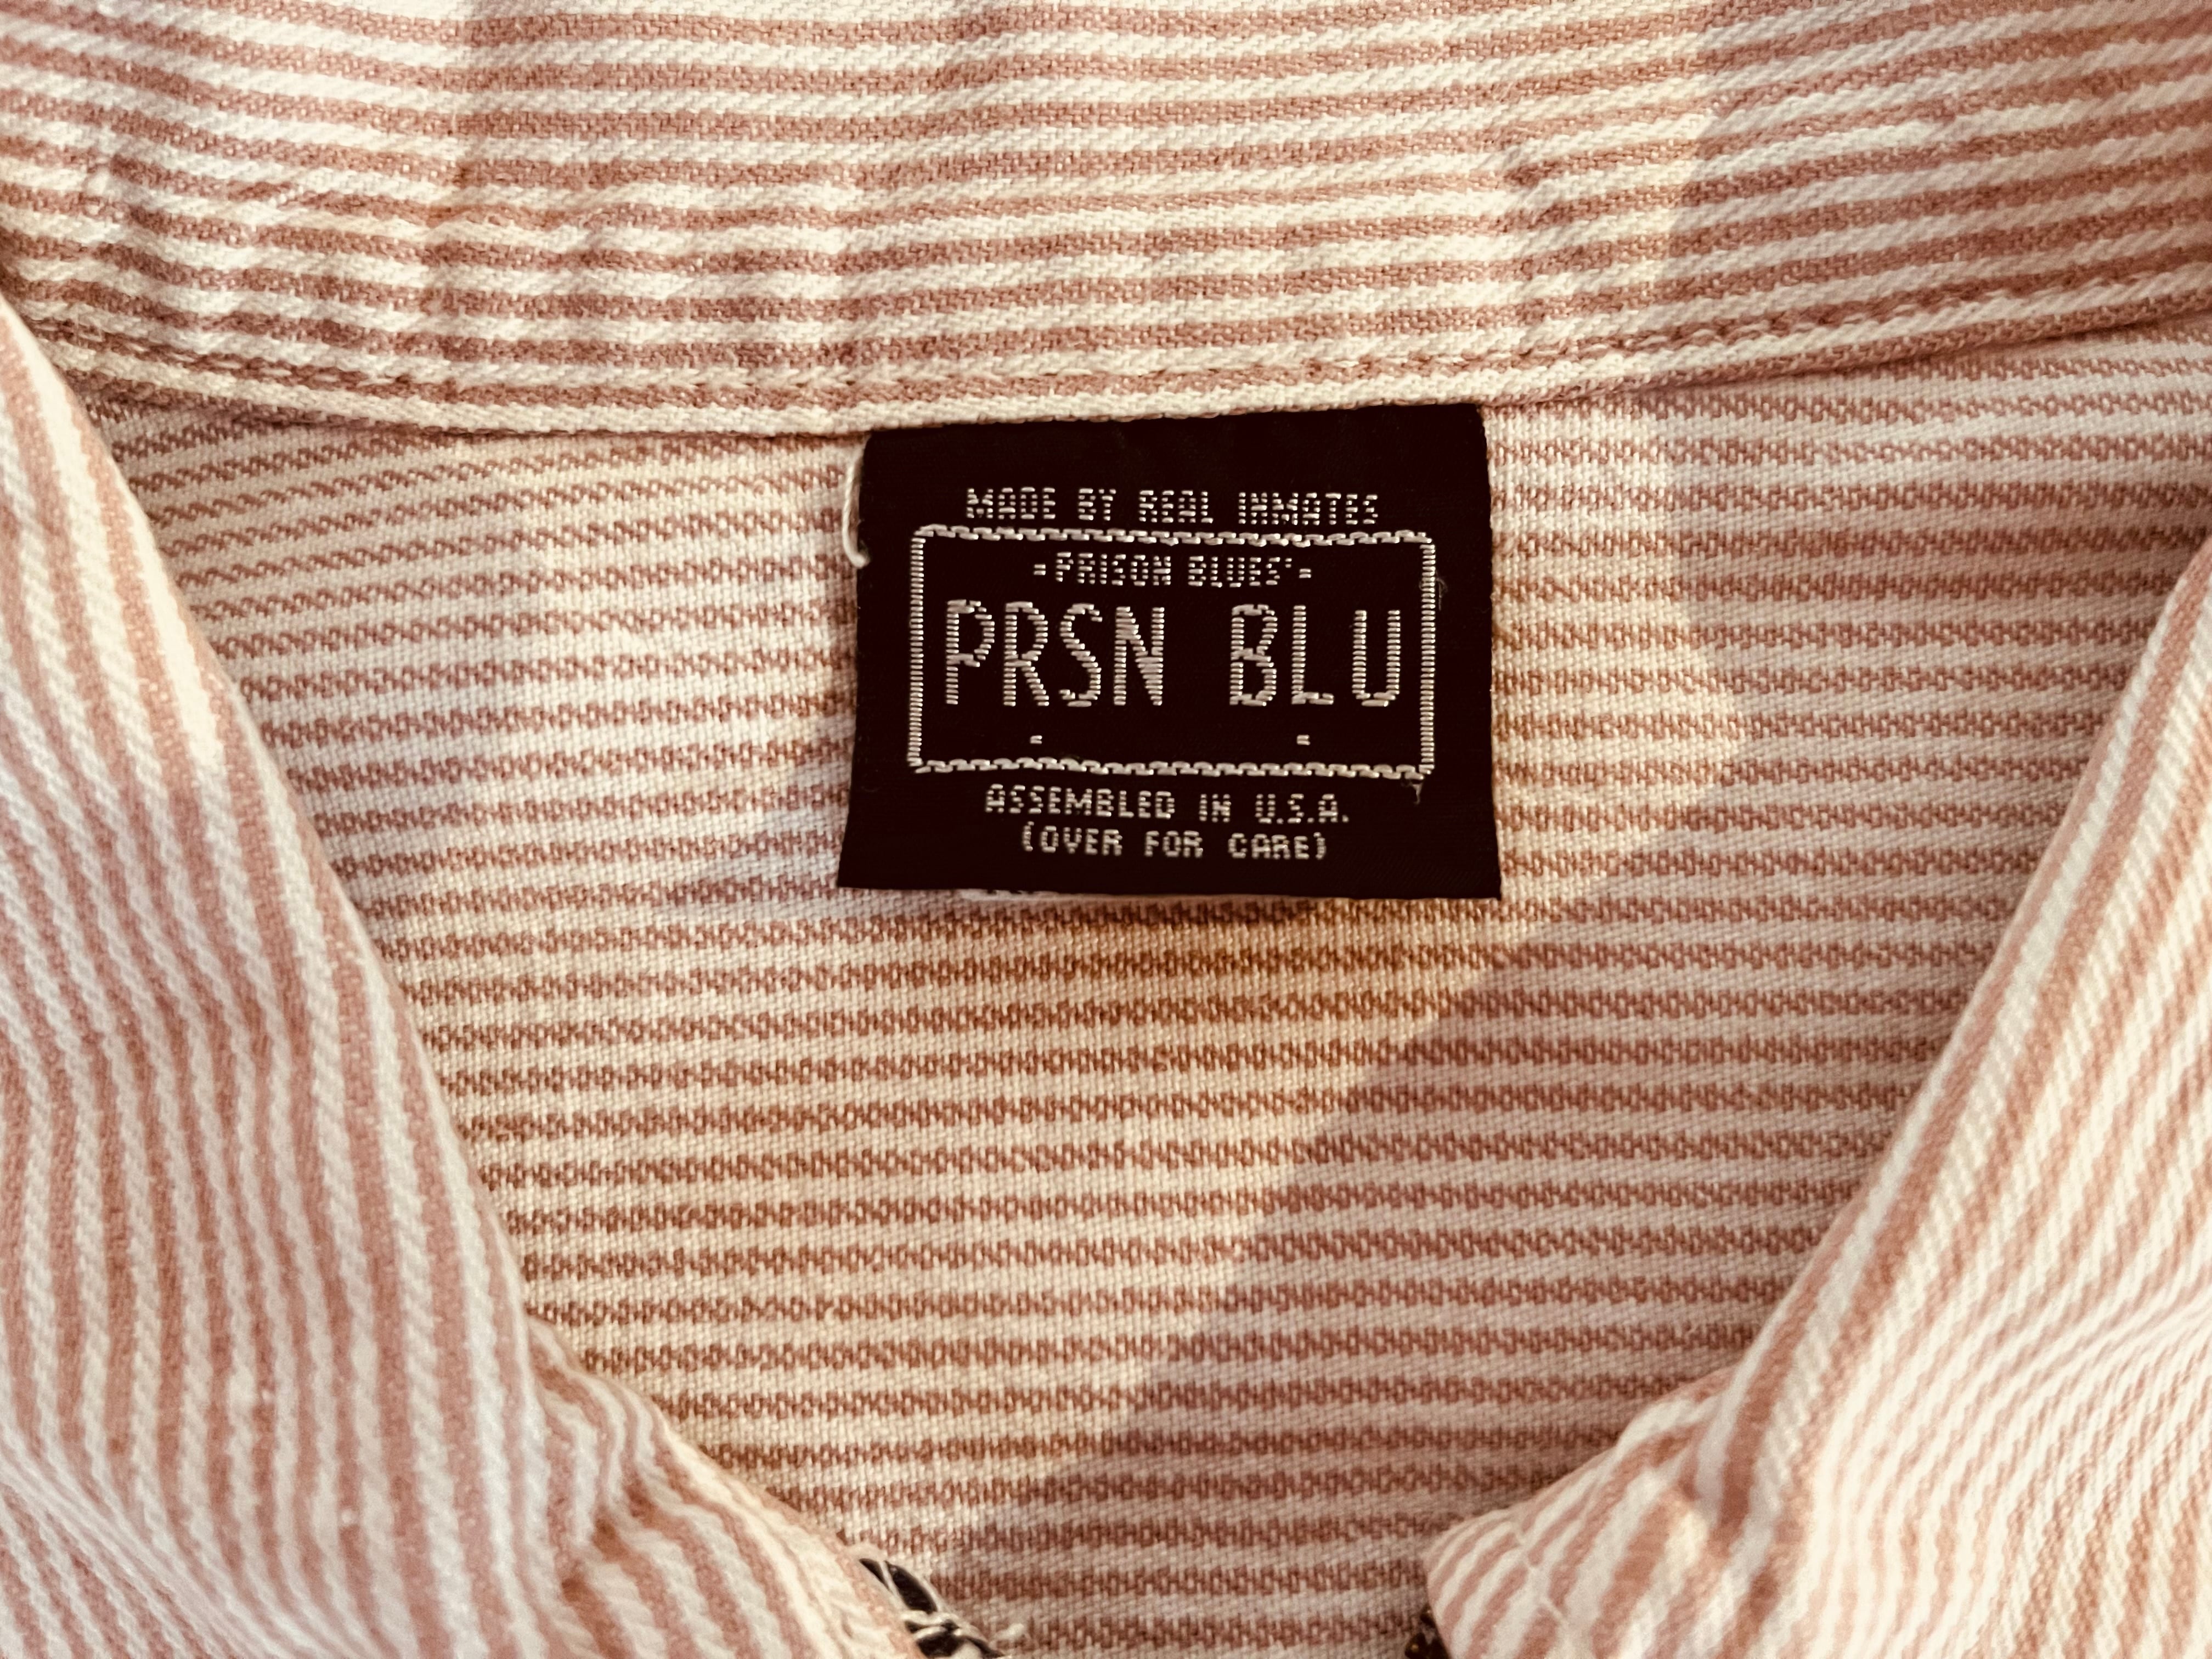 MADE BY REAL INMATES
-PRISON BLUES'-
PRSN BLU
ASSEMBLED IN U.S.A.
(OVER FOR CARE)